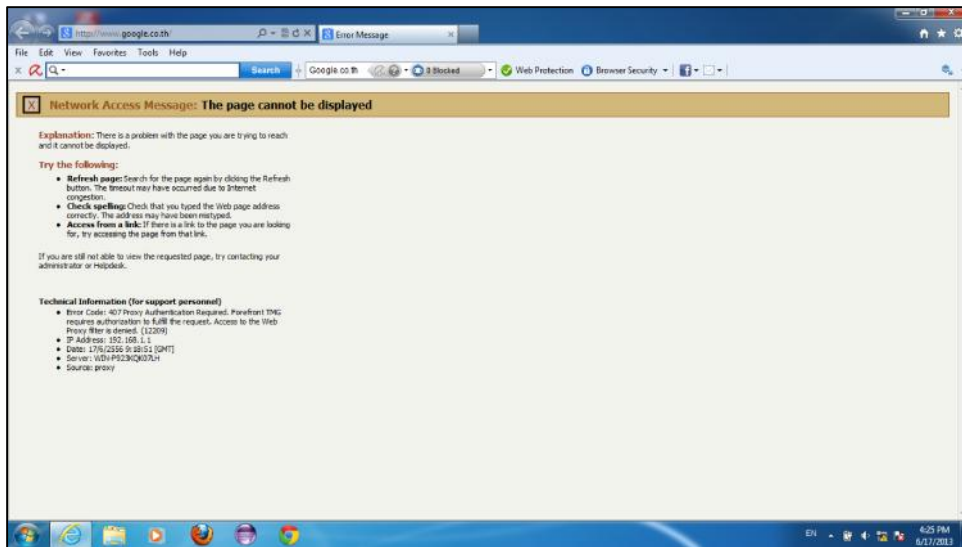 http://www.google.co.th/
Error Message
File Edit View Favorites Tools Help
Search Google.co.th 0 Blocked Web Protection Browser Security
Network Access Message: The page cannot be displayed
Explanation: There is a problem with the page you are trying to reach
and it cannot be displayed.
Try the following:
Refresh page: Search for the page again by clicking the Refresh
button. The timeout may have occurred due to Internet
congestion.
Check spelling: Check that you typed the Web page address
correctly. The address may have been mistyped.
Access from a link: If there is a link to the page you are looking
for, try accessing the page from that link.
If you are still not able to view the requested page, try contacting your
administrator or Helpdesk.
Technical Information (for support personnel)
Error Code: 407 Proxy Authentication Required. Forefront TMG
requires authorization to fulfill the request. Access to the Web
Proxy filter is denied. (12209)
IP Address: 192.168.1.1
Date: 17/6/2556 9:18:51 [GMT]
Server:
Source: proxy
EN
4:25 PM
6/17/2013